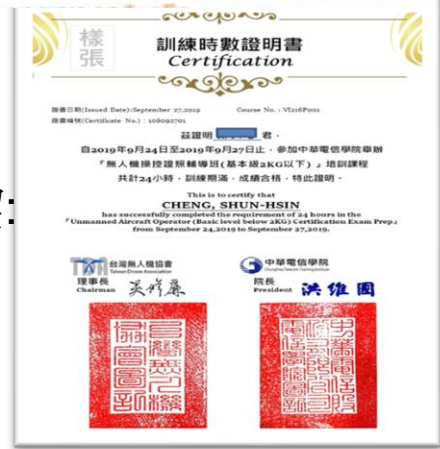 樣
張
訓練時數證明書
Certification
證書日期(Issued Date):September 27,2019 Course No.：VI216P001
證書編號(Certificate No.)：108092701
茲證明 君，
自2019年9月24日至2019年9月27日止，參加中華電信學院舉辦
『無人機操控證照輔導班(基本級2KG以下)』培訓課程
共計24小時，訓練期滿，成績合格，特此證明。
This is to certify that
CHENG, SHUN-HSIN
has successfully completed the requirement of 24 hours in the
『Unmanned Aircraft Operator (Basic level below 2KG) Certification Exam Prep』
from September 24,2019 to September 27,2019.
台灣無人機協會 中華電信學院
Taiwan Drone Association Chunghwa Telecom Training Institute
理事長 院長
Chairman President 洪維國